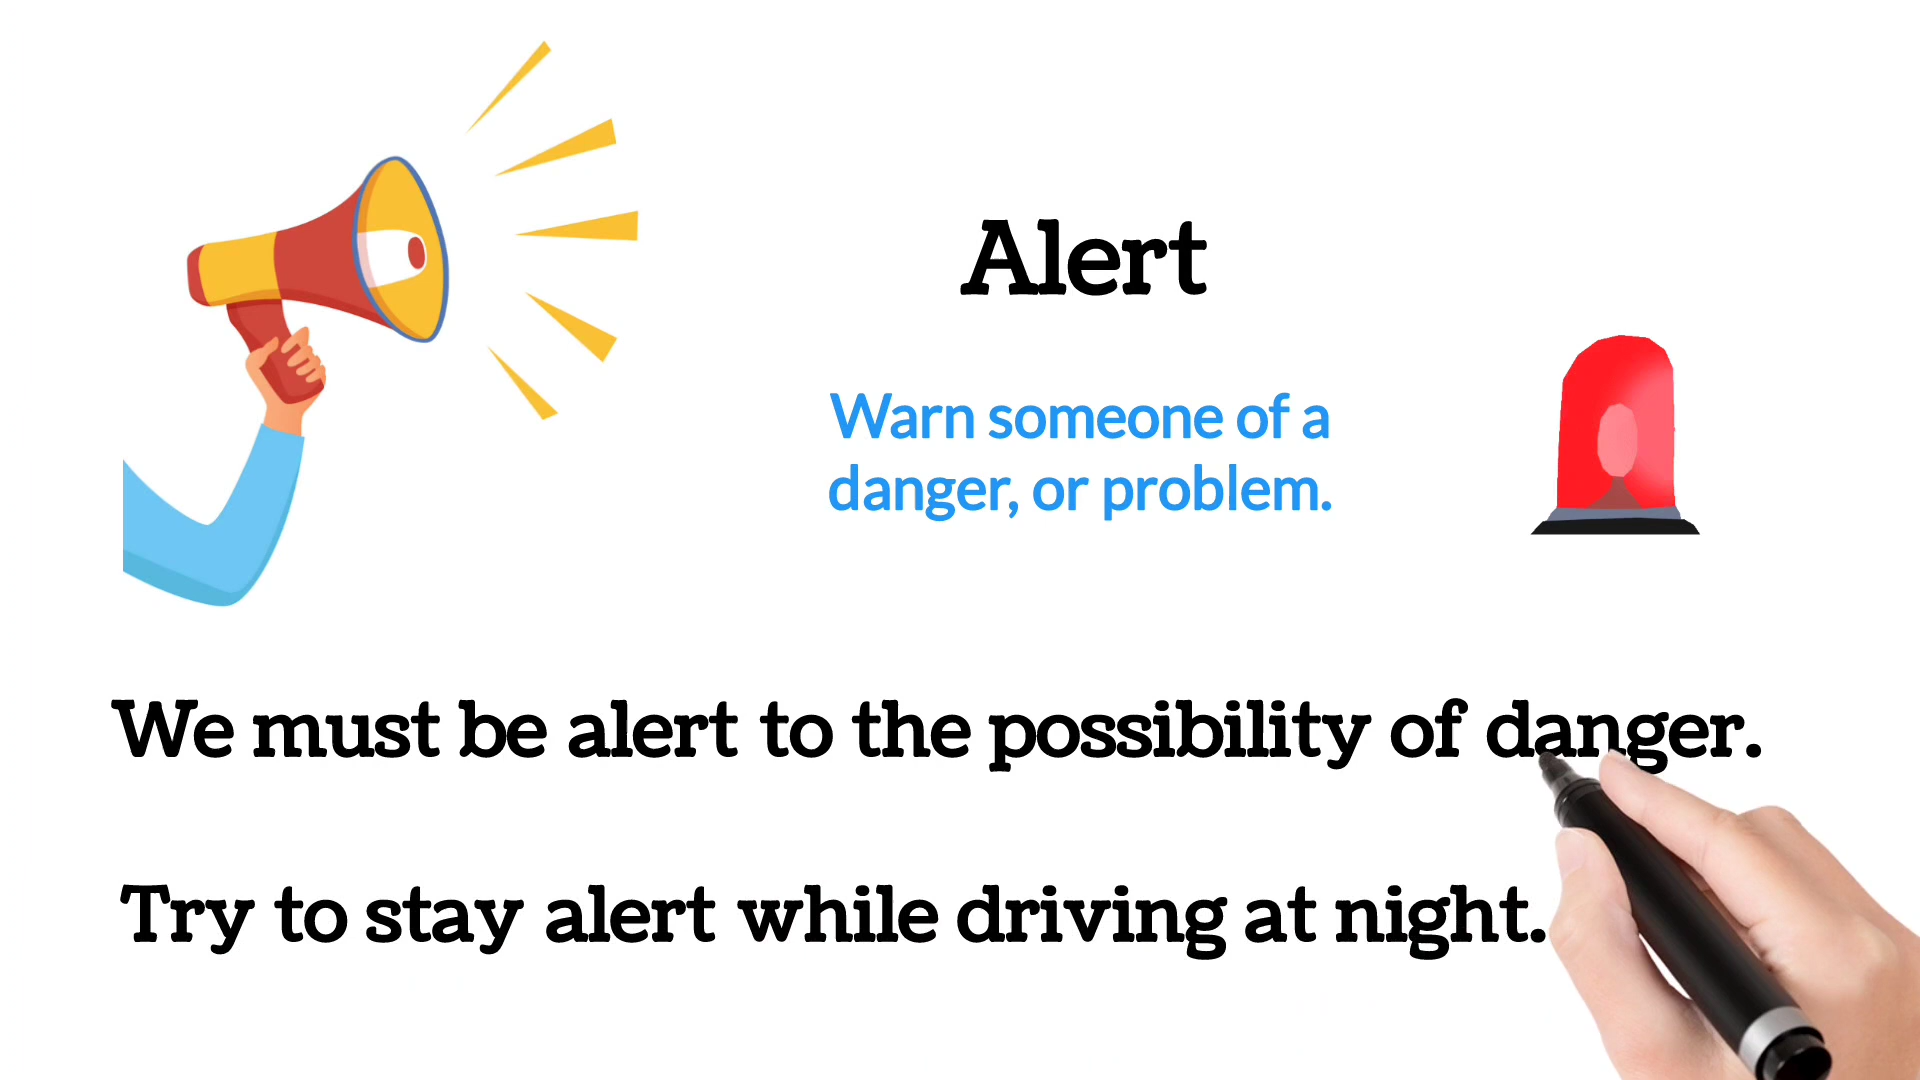 Alert
Warn someone of a
danger, or problem.
We must be alert to the possibility of danger.
Try to stay alert while driving at night.